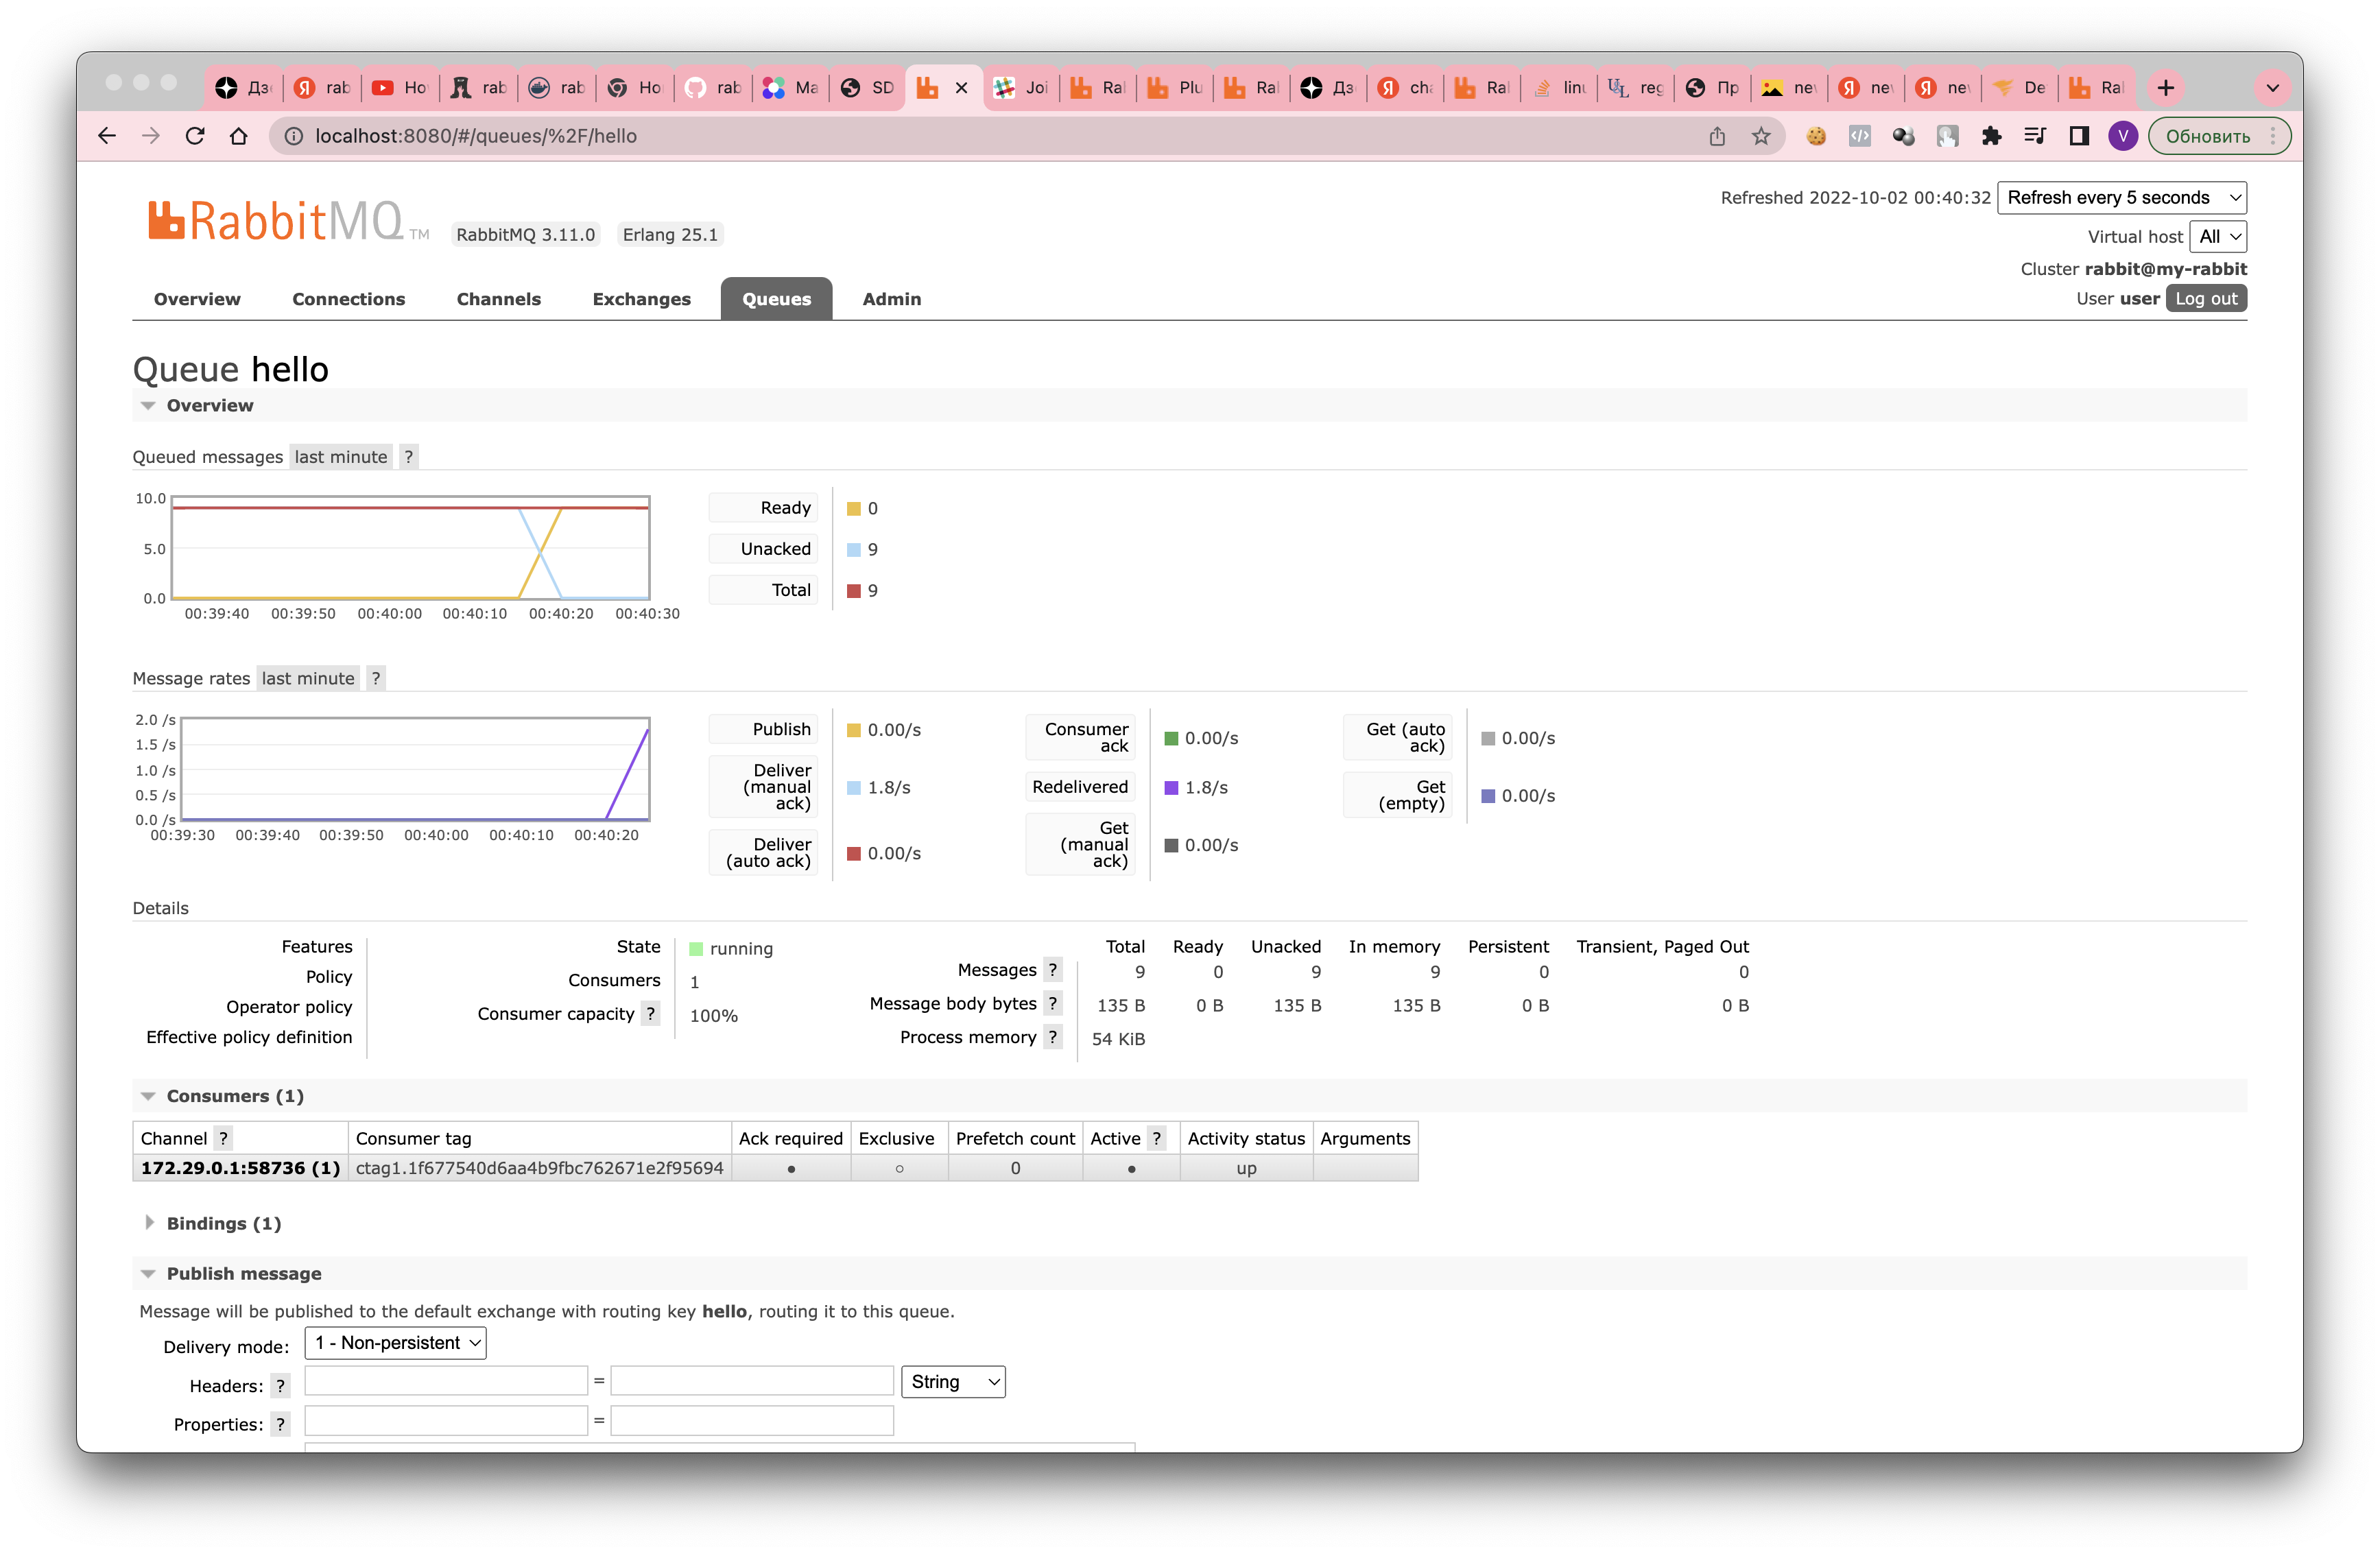 Дз rab Ho rab rab Ho rab Ma SD Joi Ral Plu Ral Дз cha Ral linu reg Пр nev nev nev De Ral
localhost:8080/#/queues/%2F/hello
V Обновить
Refreshed 2022-10-02 00:40:32 Refresh every 5 seconds
RabbitMQ TM RabbitMQ 3.11.0 Erlang 25.1
Virtual host All
Cluster rabbit@my-rabbit
User user Log out
Overview Connections Channels Exchanges Queues Admin
Queue hello
Overview
Queued messages last minute ?
10.0
5.0
0.0
00:39:40 00:39:50 00:40:00 00:40:10 00:40:20 00:40:30
Ready 0
Unacked 9
Total 9
Message rates last minute ?
2.0 /s
1.5 /s
1.0 /s
0.5 /s
0.0 /s
00:39:30 00:39:40 00:39:50 00:40:00 00:40:10 00:40:20
Publish 0.00/s
Deliver (manual ack) 1.8/s
Deliver (auto ack) 0.00/s
Consumer ack 0.00/s
Redelivered 1.8/s
Get (manual ack) 0.00/s
Get (auto ack) 0.00/s
Get (empty) 0.00/s
Details
Features
Policy
Operator policy
Effective policy definition
State running
Consumers 1
Consumer capacity ? 100%
Total Ready Unacked In memory Persistent Transient, Paged Out
Messages ? 9 0 9 9 0 0
Message body bytes ? 135 B 0 B 135 B 135 B 0 B 0 B
Process memory ? 54 KiB
Consumers (1)
Channel ? Consumer tag Ack required Exclusive Prefetch count Active ? Activity status Arguments
172.29.0.1:58736 (1) ctag1.1f677540d6aa4b9fbc762671e2f95694 ● ○ 0 ● up
Bindings (1)
Publish message
Message will be published to the default exchange with routing key hello, routing it to this queue.
Delivery mode: 1 - Non-persistent
Headers: ? = String
Properties: ? =